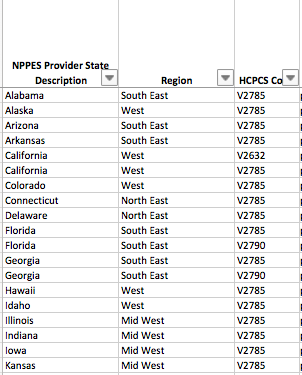 NPPES Provider State
Description Region HCPCS Co
Alabama South East V2785
Alaska West V2785
Arizona South East V2785
Arkansas South East V2785
California West V2632
California West V2785
Colorado West V2785
Connecticut North East V2785
Delaware North East V2785
Florida South East V2785
Florida South East V2790
Georgia South East V2785
Georgia South East V2790
Hawaii West V2785
Idaho West V2785
Illinois Mid West V2785
Indiana Mid West V2785
Iowa Mid West V2785
Kansas Mid West V2785